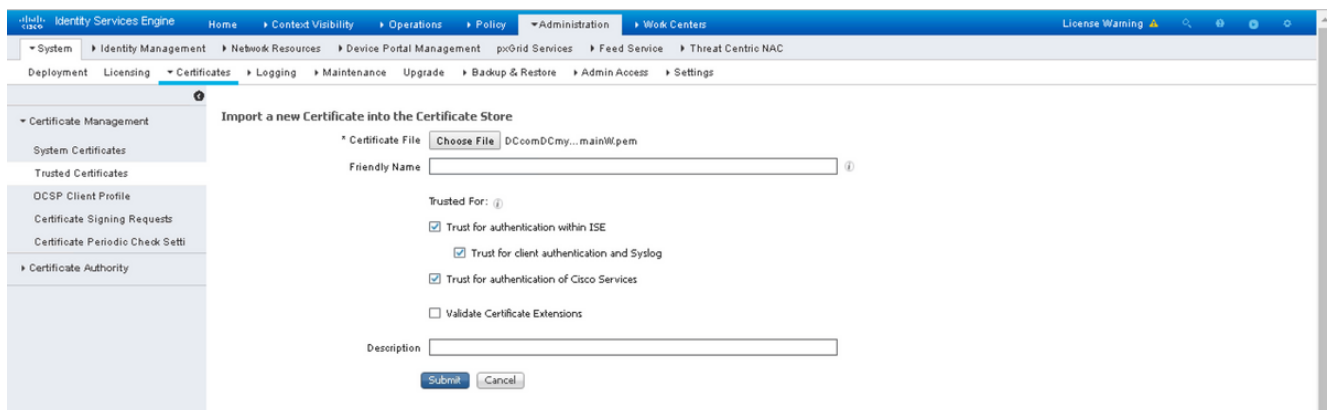 cisco Identity Services Engine Home Context Visibility Operations Policy Administration Work Centers License Warning
System Identity Management Network Resources Device Portal Management pxGrid Services Feed Service Threat Centric NAC
Deployment Licensing Certificates Logging Maintenance Upgrade Backup & Restore Admin Access Settings
Certificate Management
System Certificates
Trusted Certificates
OCSP Client Profile
Certificate Signing Requests
Certificate Periodic Check Setti
Certificate Authority
Import a new Certificate into the Certificate Store
* Certificate File Choose File DCcomDCmy...mainW.pem
Friendly Name
Trusted For:
Trust for authentication within ISE
Trust for client authentication and Syslog
Trust for authentication of Cisco Services
Validate Certificate Extensions
Description
Submit Cancel